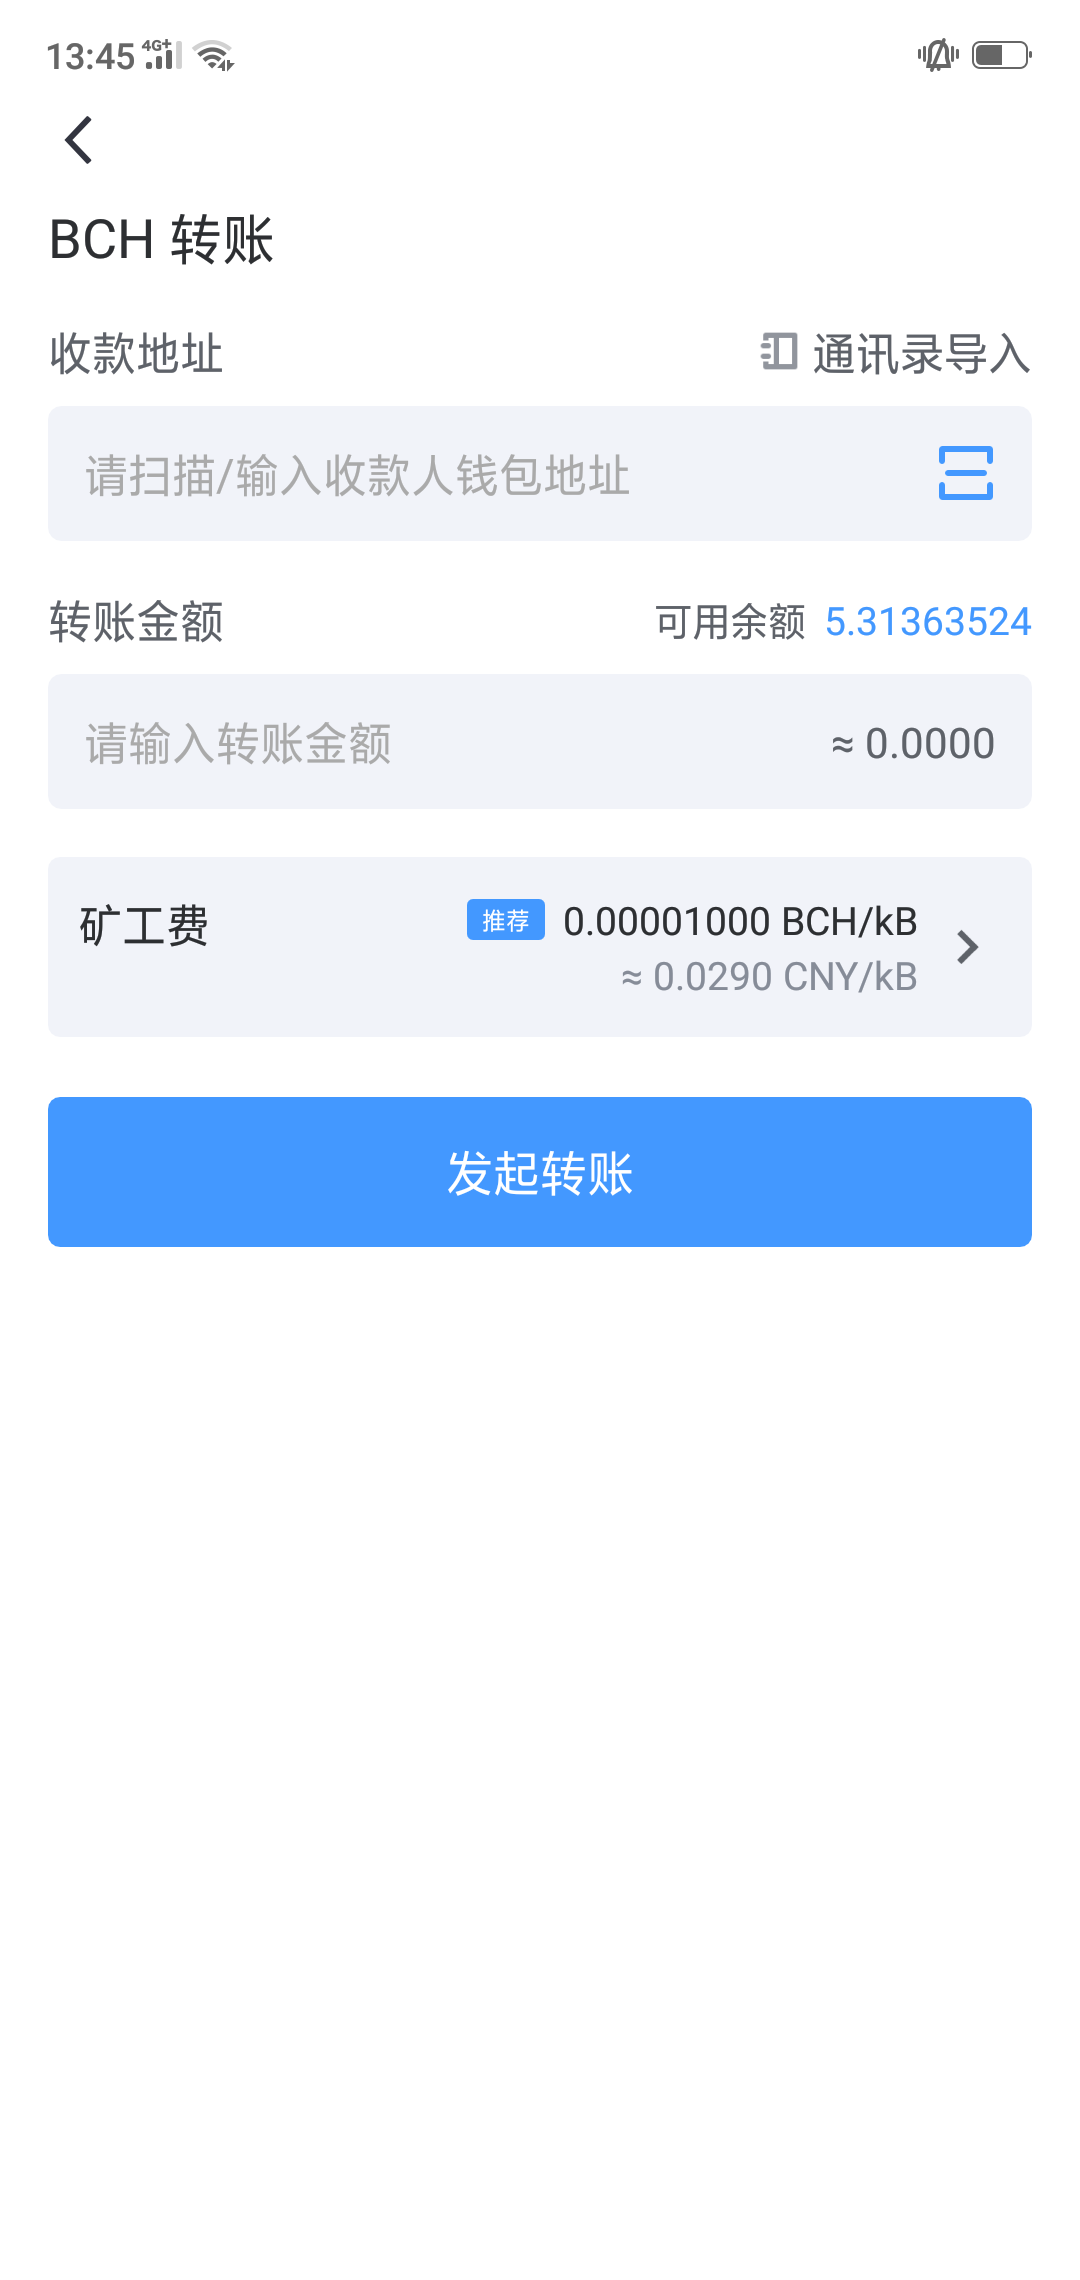 13:45 4G+
BCH 转账
收款地址 通讯录导入
请扫描/输入收款人钱包地址
转账金额 可用余额 5.31363524
请输入转账金额 ≈ 0.0000
矿工费 推荐 0.00001000 BCH/kB
≈ 0.0290 CNY/kB
发起转账